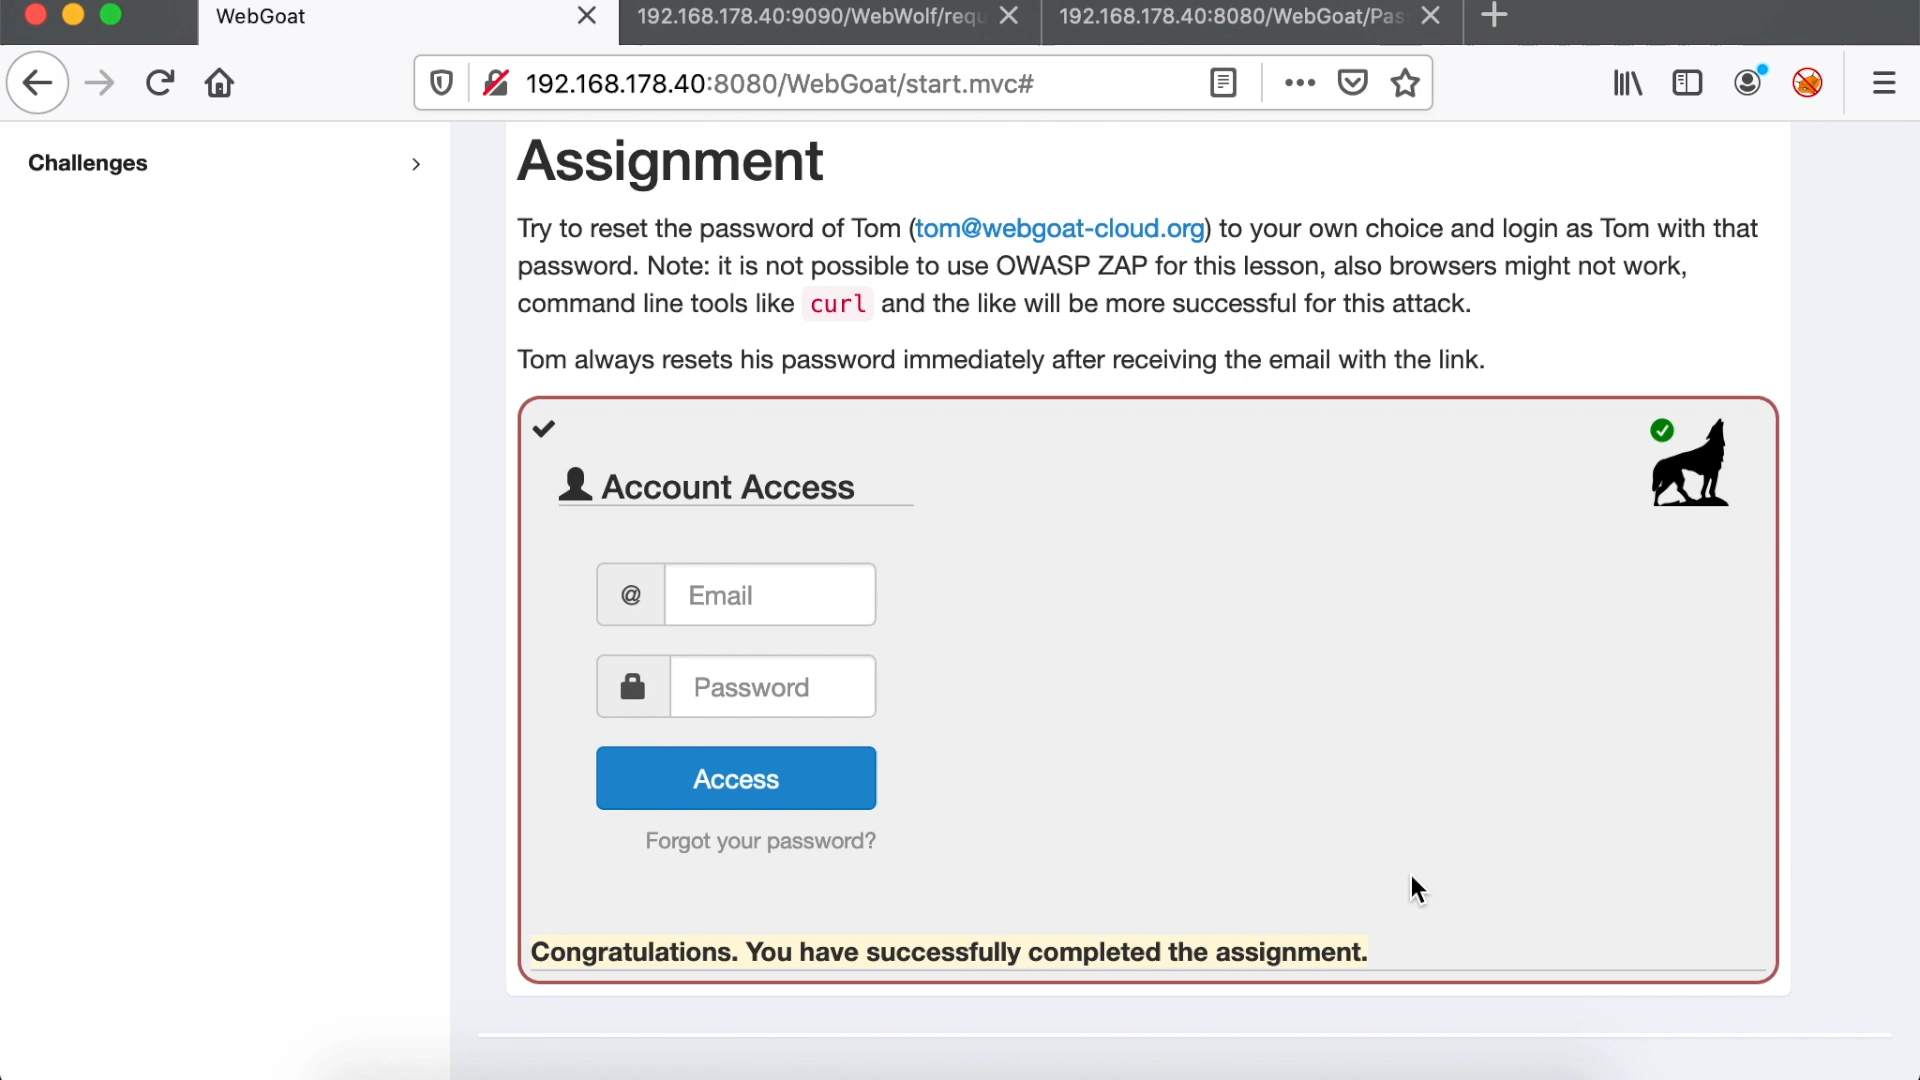 WebGoat
192.168.178.40:9090/WebWolf/requ
192.168.178.40:8080/WebGoat/Pas
192.168.178.40:8080/WebGoat/start.mvc#
Challenges
Assignment
Try to reset the password of Tom (tom@webgoat-cloud.org) to your own choice and login as Tom with that
password. Note: it is not possible to use OWASP ZAP for this lesson, also browsers might not work,
command line tools like curl and the like will be more successful for this attack.
Tom always resets his password immediately after receiving the email with the link.
Account Access
@ Email
Password
Access
Forgot your password?
Congratulations. You have successfully completed the assignment.